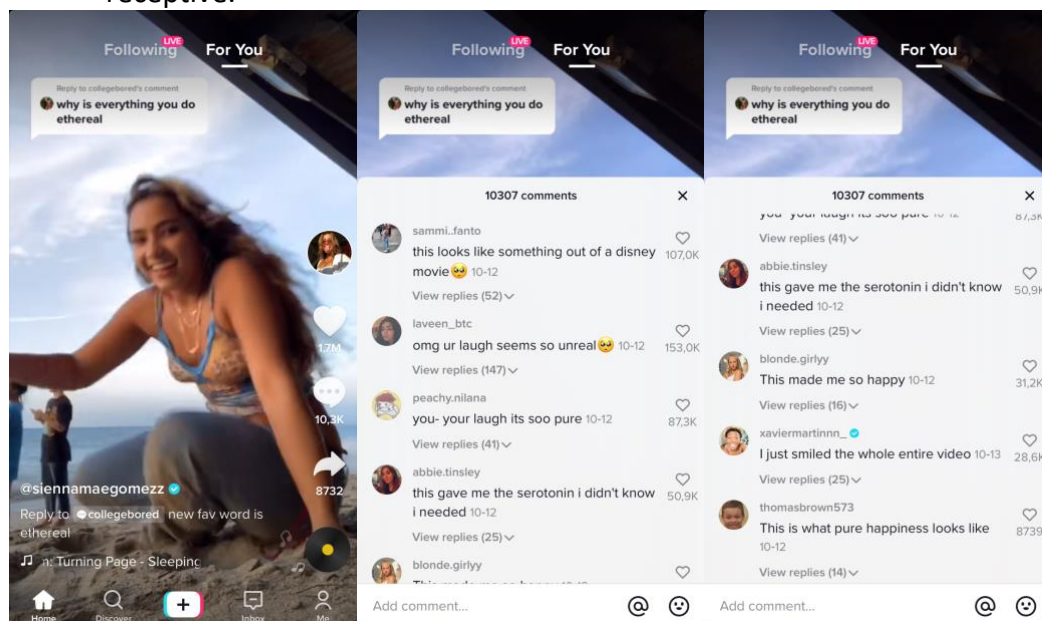 receptive.
Following LIVE For You
Reply to collegebored's comment
why is everything you do
ethereal
1.7M
10,3K
8732
@siennamaegomezz
Reply to collegebored new fav word is
ethereal
n: Turning Page - Sleeping
Home Discover Inbox Me
Following LIVE For You
Reply to collegebored's comment
why is everything you do
ethereal
10307 comments
sammi..fanto
this looks like something out of a disney
movie🥺 10-12
107,0K
View replies (52)
laveen_btc
omg ur laugh seems so unreal🥺 10-12
153,0K
View replies (147)
peachy.nilana
you- your laugh its soo pure 10-12
87,3K
View replies (41)
abbie.tinsley
this gave me the serotonin i didn't know
i needed 10-12
50,9K
View replies (25)
blonde.girlyy
Add comment...
Following LIVE For You
Reply to collegebored's comment
why is everything you do
ethereal
10307 comments
you- your laugh its soo pure 10-12
87,3K
View replies (41)
abbie.tinsley
this gave me the serotonin i didn't know
i needed 10-12
50,9K
View replies (25)
blonde.girlyy
This made me so happy 10-12
31,2K
View replies (16)
xaviermartinnn_
I just smiled the whole entire video 10-13
28,6K
View replies (25)
thomasbrown573
This is what pure happiness looks like
10-12
8739
View replies (14)
Add comment...